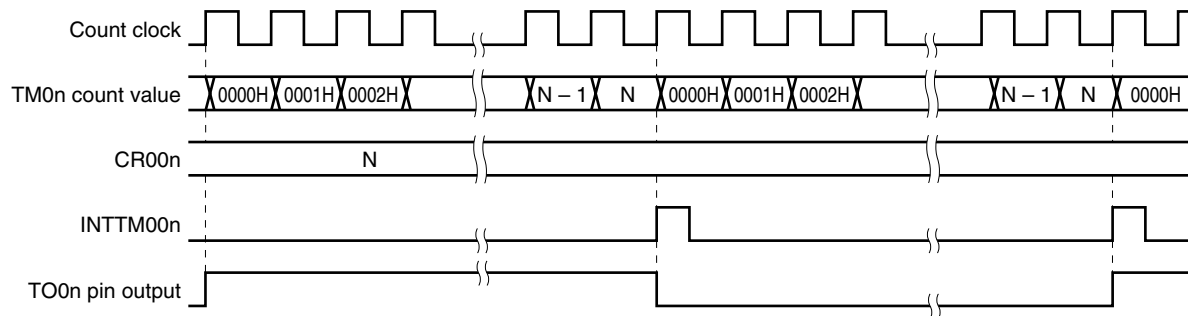 Count clock
TM0n count value 0000H 0001H 0002H N – 1 N 0000H 0001H 0002H N – 1 N 0000H
CR00n N
INTTM00n
TO0n pin output